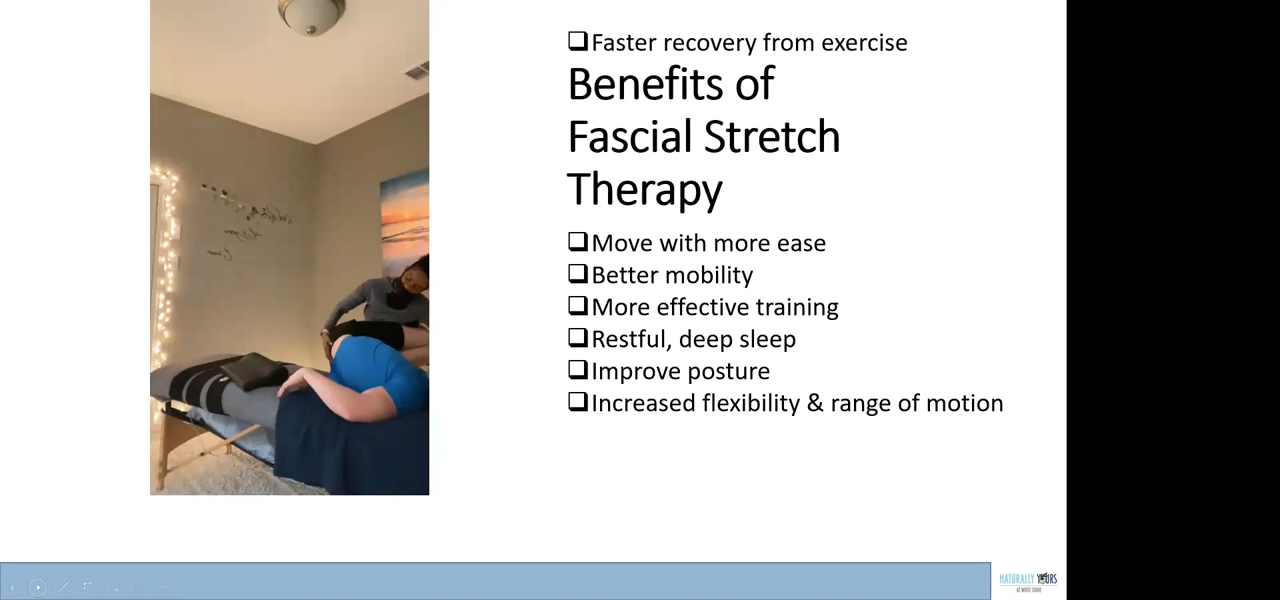 Faster recovery from exercise
Benefits of
Fascial Stretch
Therapy
Move with more ease
Better mobility
More effective training
Restful, deep sleep
Improve posture
Increased flexibility & range of motion
NATURALLY YOURS